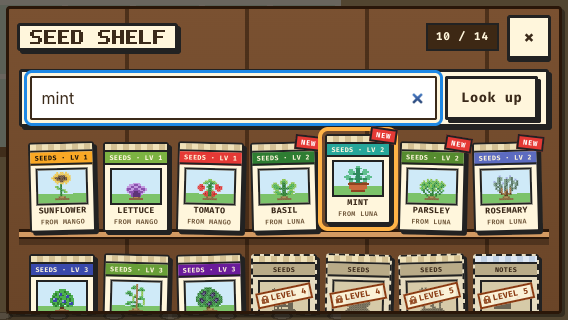 SEED SHELF
10 / 14
×
mint
×
Look up
NEW
NEW
NEW
NEW
SEEDS · LV 1
SEEDS · LV 1
SEEDS · LV 1
SEEDS · LV 2
SEEDS · LV 2
SEEDS · LV 2
SEEDS · LV 2
SUNFLOWER
LETTUCE
TOMATO
BASIL
MINT
PARSLEY
ROSEMARY
FROM MANGO
FROM MANGO
FROM MANGO
FROM LUNA
FROM LUNA
FROM LUNA
FROM LUNA
SEEDS · LV 3
SEEDS · LV 3
SEEDS · LV 3
SEEDS
SEEDS
SEEDS
NOTES
LEVEL 4
LEVEL 4
LEVEL 5
LEVEL 5